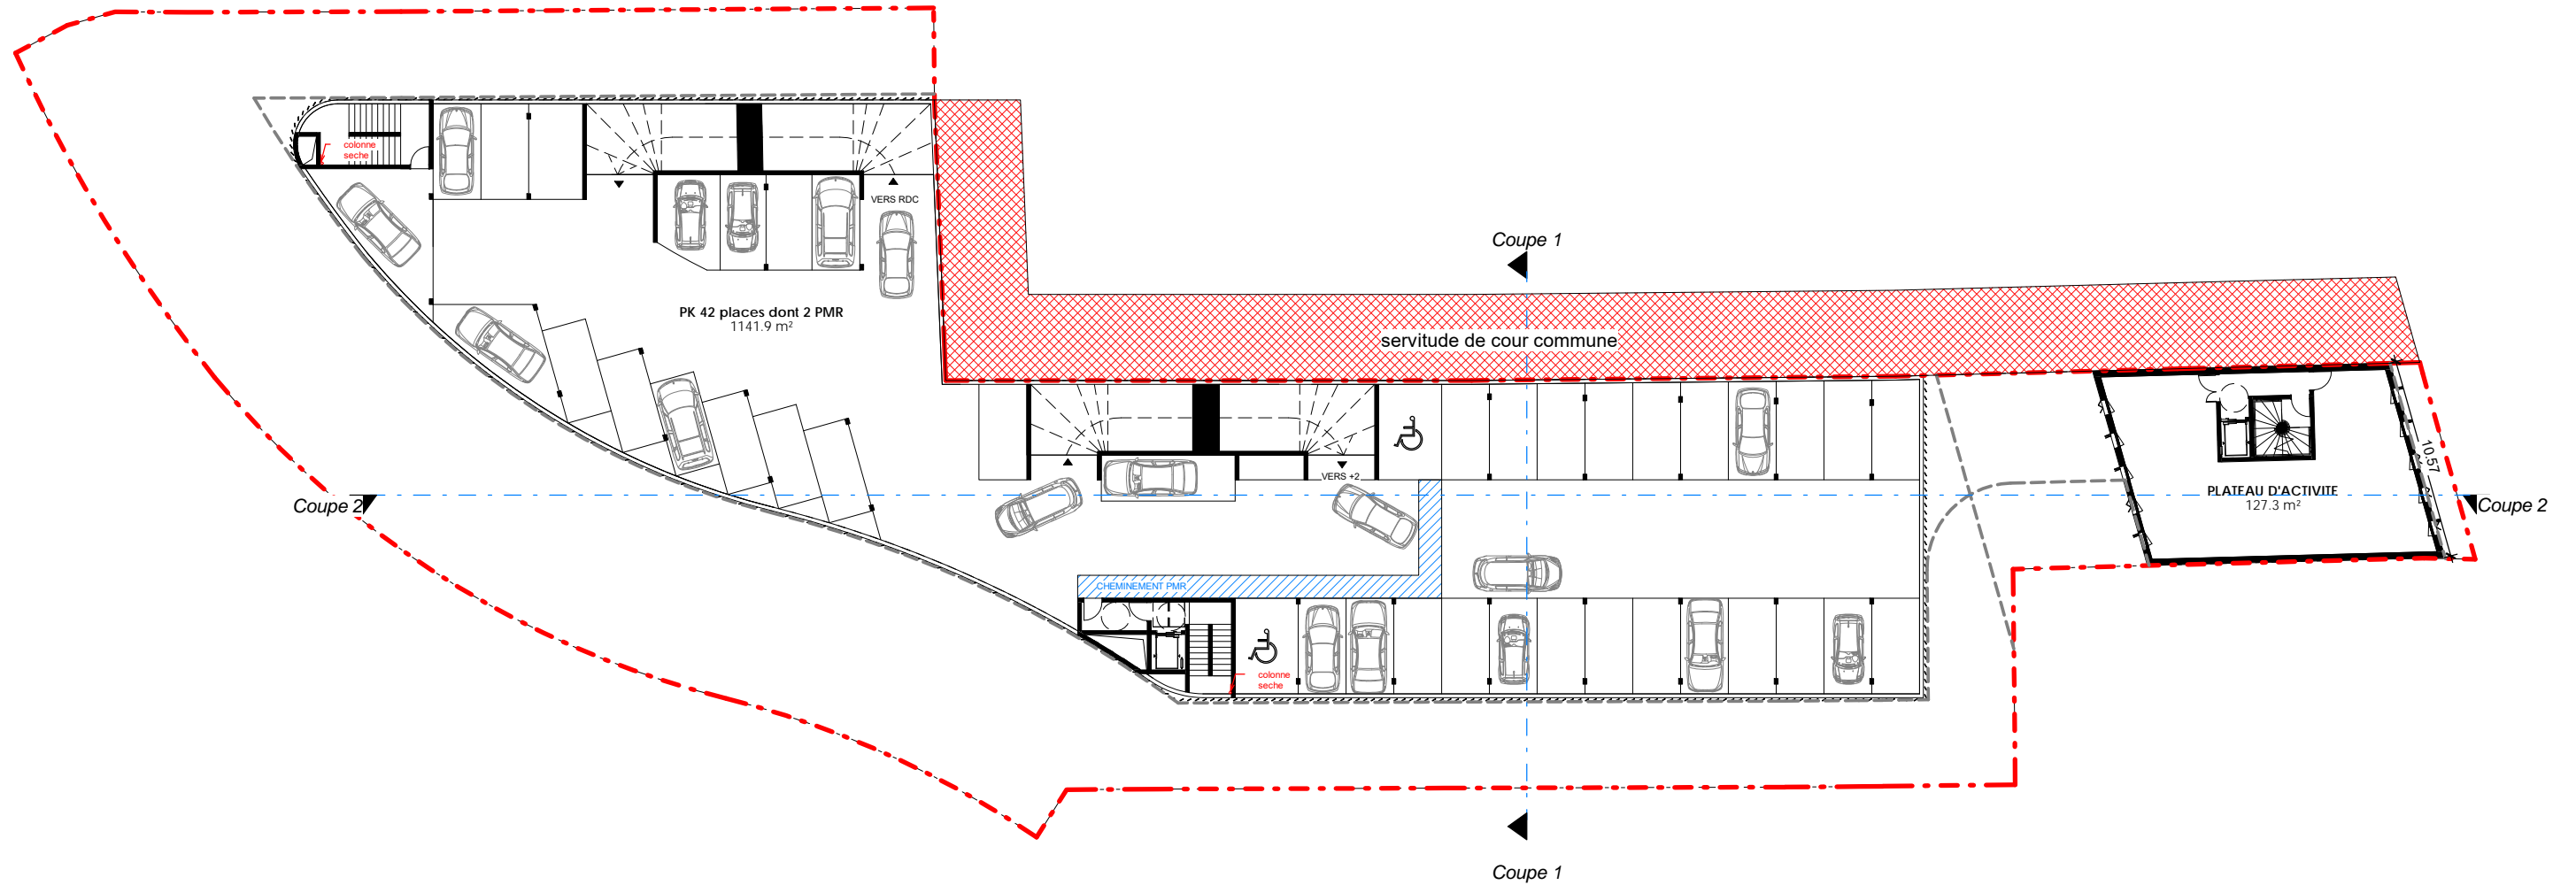 colonne
seche
VERS RDC
Coupe 1
PK 42 places dont 2 PMR
1141.9 m²
servitude de cour commune
10.57
VERS +2
Coupe 2
PLATEAU D'ACTIVITE
127.3 m²
Coupe 2
CHEMINEMENT PMR
colonne
seche
Coupe 1